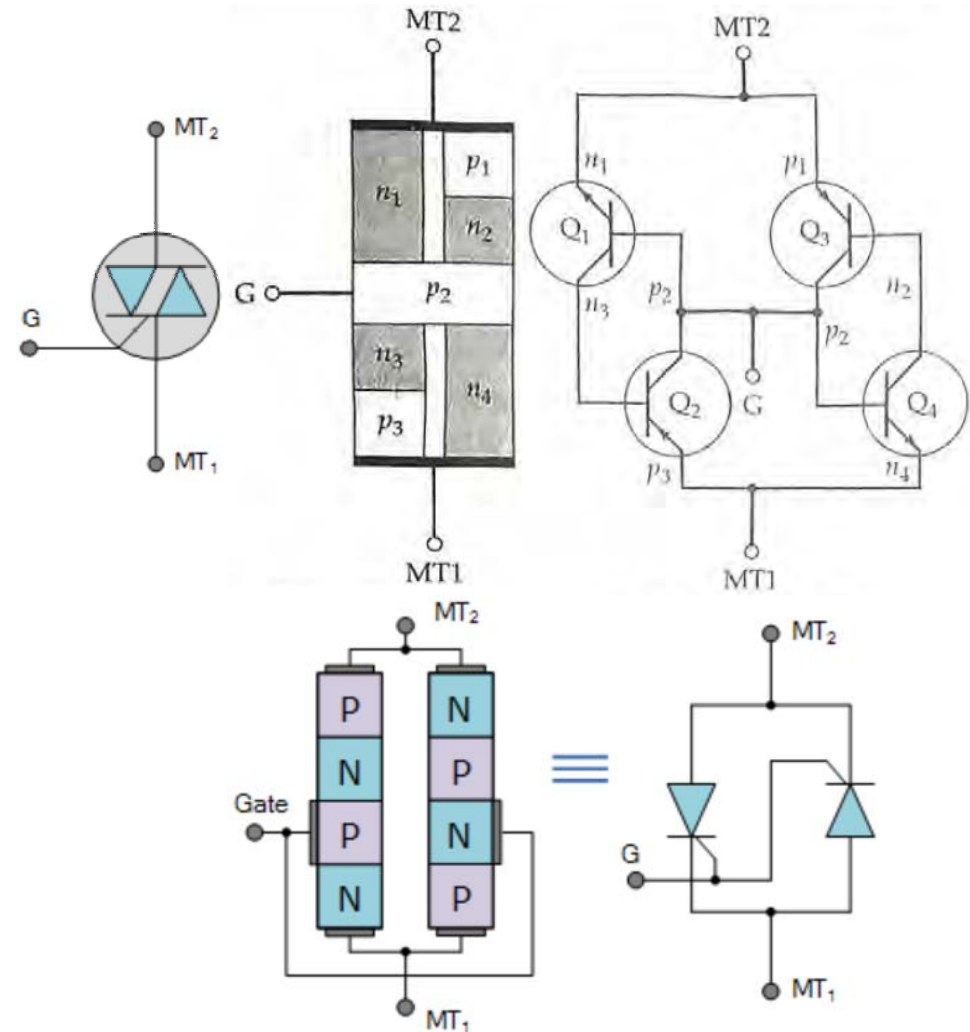 MT₂
G
MT₁
MT2
n₁
p₁
n₂
G
p₂
n₃
n₄
p₃
MT1
MT2
n₁
p₁
Q₁
Q₃
n₃
p₂
n₂
p₂
Q₂
G
Q₄
p₃
n₄
MT1
MT₂
P
N
N
P
Gate
P
N
N
P
MT₁
MT₂
G
MT₁